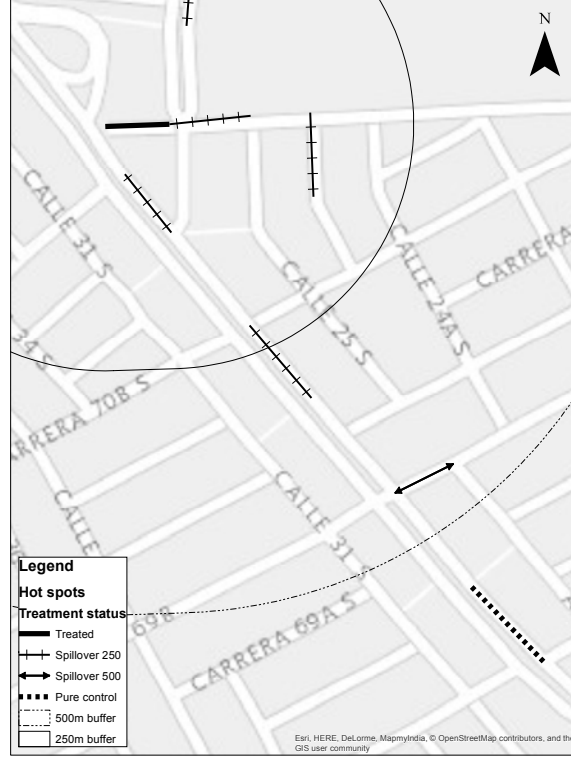 N
CALLE 31 S
CALLE 25 S
CALLE 24A S
CARRERA
34 S
RRERA 70B S
CALLE
CALLE 31 S
69B
CARRERA 69A S
Legend
Hot spots
Treatment status
Treated
Spillover 250
Spillover 500
Pure control
500m buffer
250m buffer
Esri, HERE, DeLorme, MapmyIndia, © OpenStreetMap contributors, and the
GIS user community